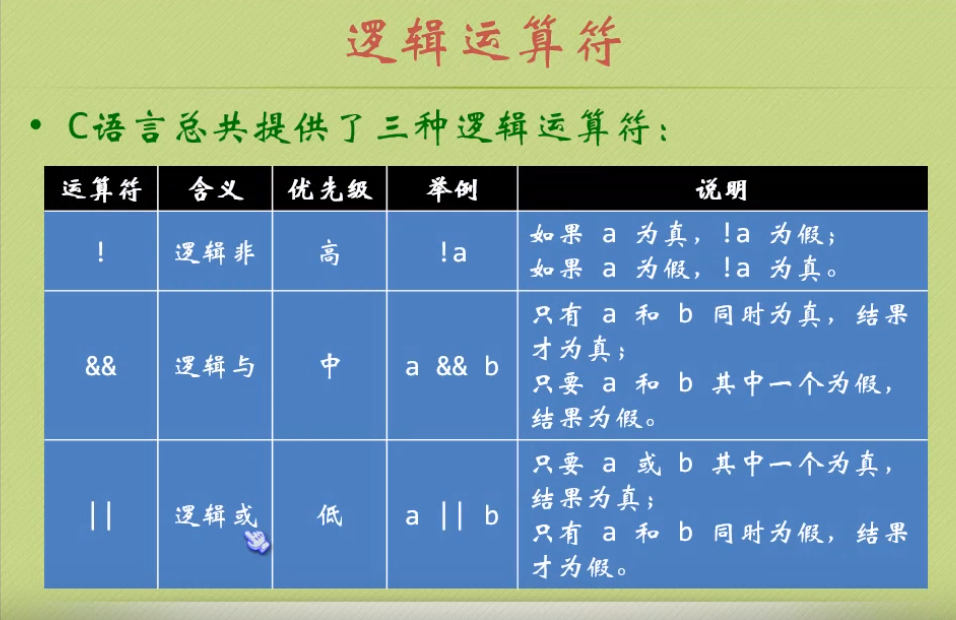 逻辑运算符
• C语言总共提供了三种逻辑运算符：
运算符 含义 优先级 举例 说明
! 逻辑非 高 !a 如果 a 为真，!a 为假；
如果 a 为假，!a 为真。
&& 逻辑与 中 a && b 只有 a 和 b 同时为真，结果
才为真；
只要 a 和 b 其中一个为假，
结果为假。
|| 逻辑或 低 a || b 只要 a 或 b 其中一个为真，
结果为真；
只有 a 和 b 同时为假，结果
才为假。